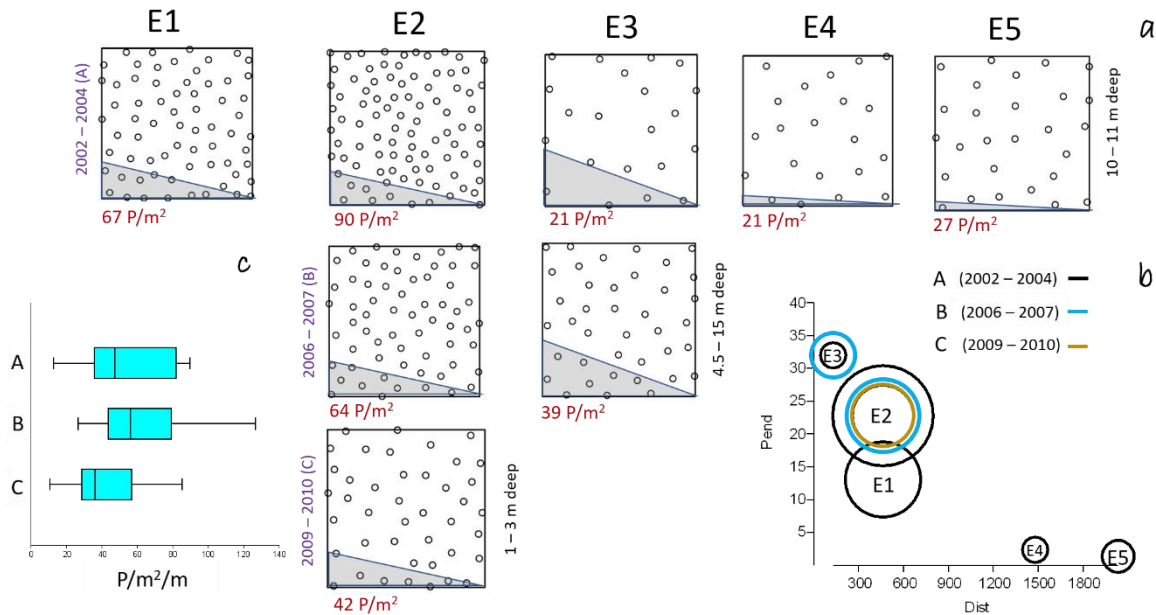 E1 E2 E3 E4 E5 a
2002 – 2004 (A)
10 – 11 m deep
67 P/m² 90 P/m² 21 P/m² 21 P/m² 27 P/m²
2006 – 2007 (B)
4.5 – 15 m deep
64 P/m² 39 P/m²
2009 – 2010 (C)
1 – 3 m deep
42 P/m²
c
A
B
C
0 20 40 60 80 100 120 140
P/m²/m
b
A (2002 – 2004)
B (2006 – 2007)
C (2009 – 2010)
40
35
30
25
20
15
10
5
Pend
E3
E2
E1
E4 E5
300 600 900 1200 1500 1800
Dist